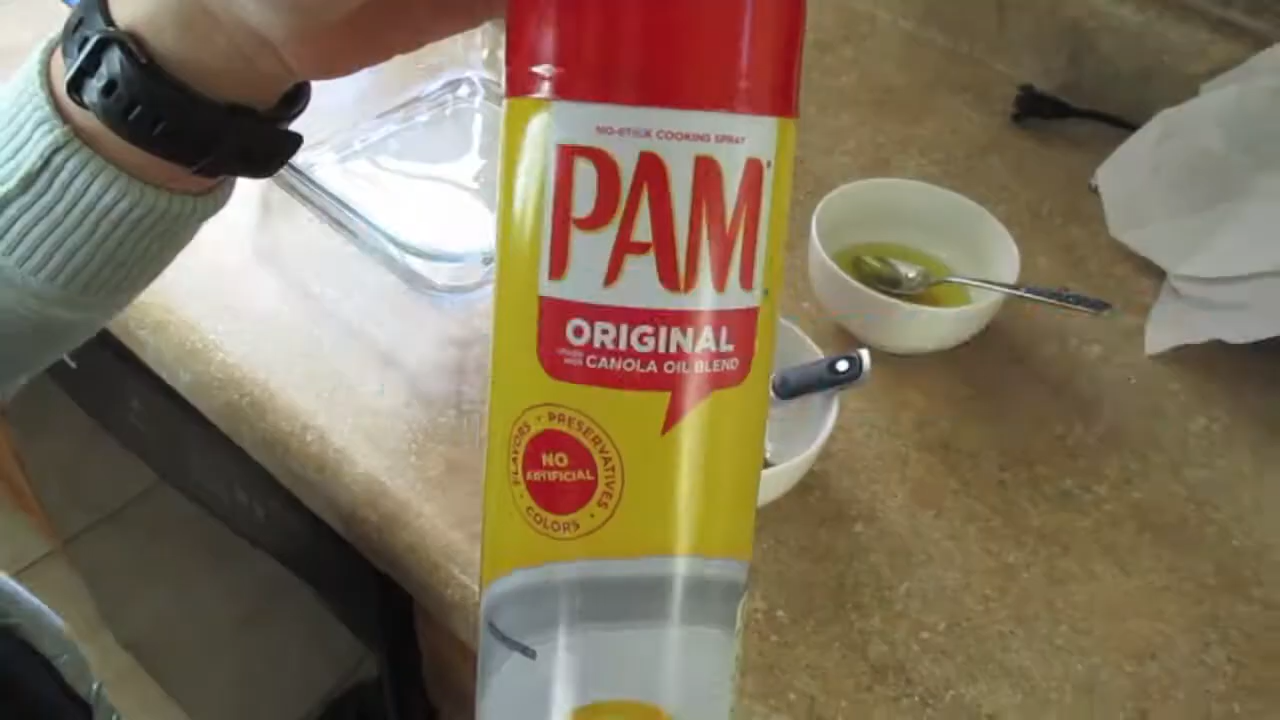 NO-STICK COOKING SPRAY
PAM
ORIGINAL
CANOLA OIL BLEND
FLAVORS • PRESERVATIVES • COLORS •
NO
ARTIFICIAL